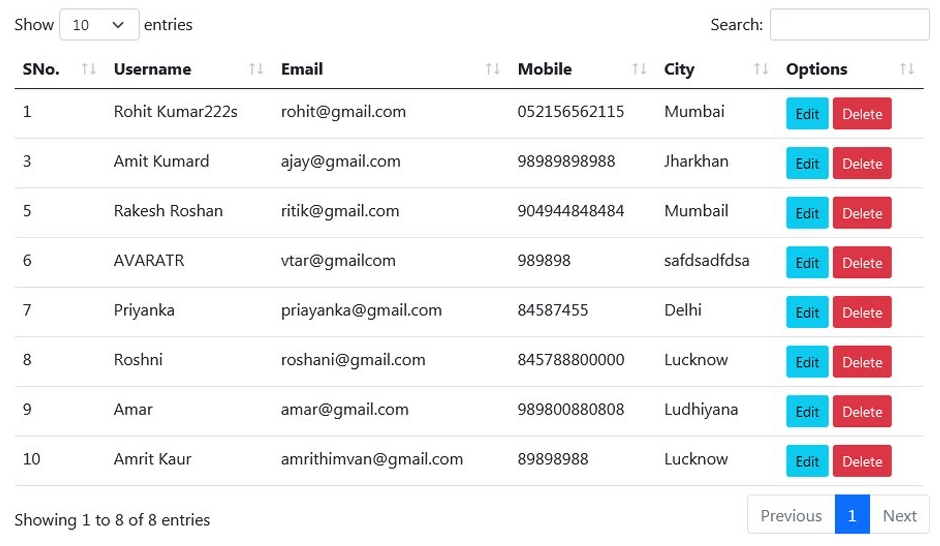 Show 10 entries Search:
SNo. Username Email Mobile City Options
1 Rohit Kumar222s rohit@gmail.com 052156562115 Mumbai Edit Delete
3 Amit Kumard ajay@gmail.com 98989898988 Jharkhan Edit Delete
5 Rakesh Roshan ritik@gmail.com 904944848484 Mumbail Edit Delete
6 AVARATR vtar@gmailcom 989898 safdsadfdsa Edit Delete
7 Priyanka priayanka@gmail.com 84587455 Delhi Edit Delete
8 Roshni roshani@gmail.com 845788800000 Lucknow Edit Delete
9 Amar amar@gmail.com 989800880808 Ludhiyana Edit Delete
10 Amrit Kaur amrithimvan@gmail.com 89898988 Lucknow Edit Delete
Showing 1 to 8 of 8 entries Previous 1 Next